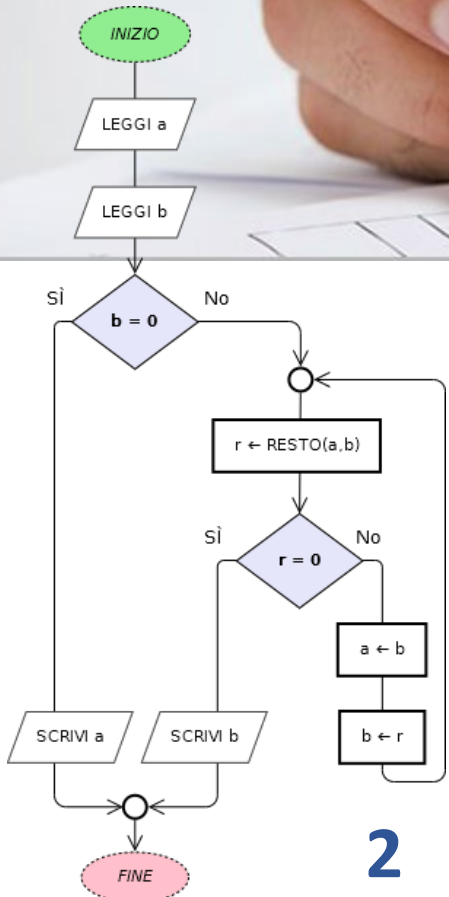 INIZIO
LEGGI a
LEGGI b
SÌ
No
b = 0
r ← RESTO(a,b)
SÌ
No
r = 0
a ← b
SCRIVI a
SCRIVI b
b ← r
FINE
2